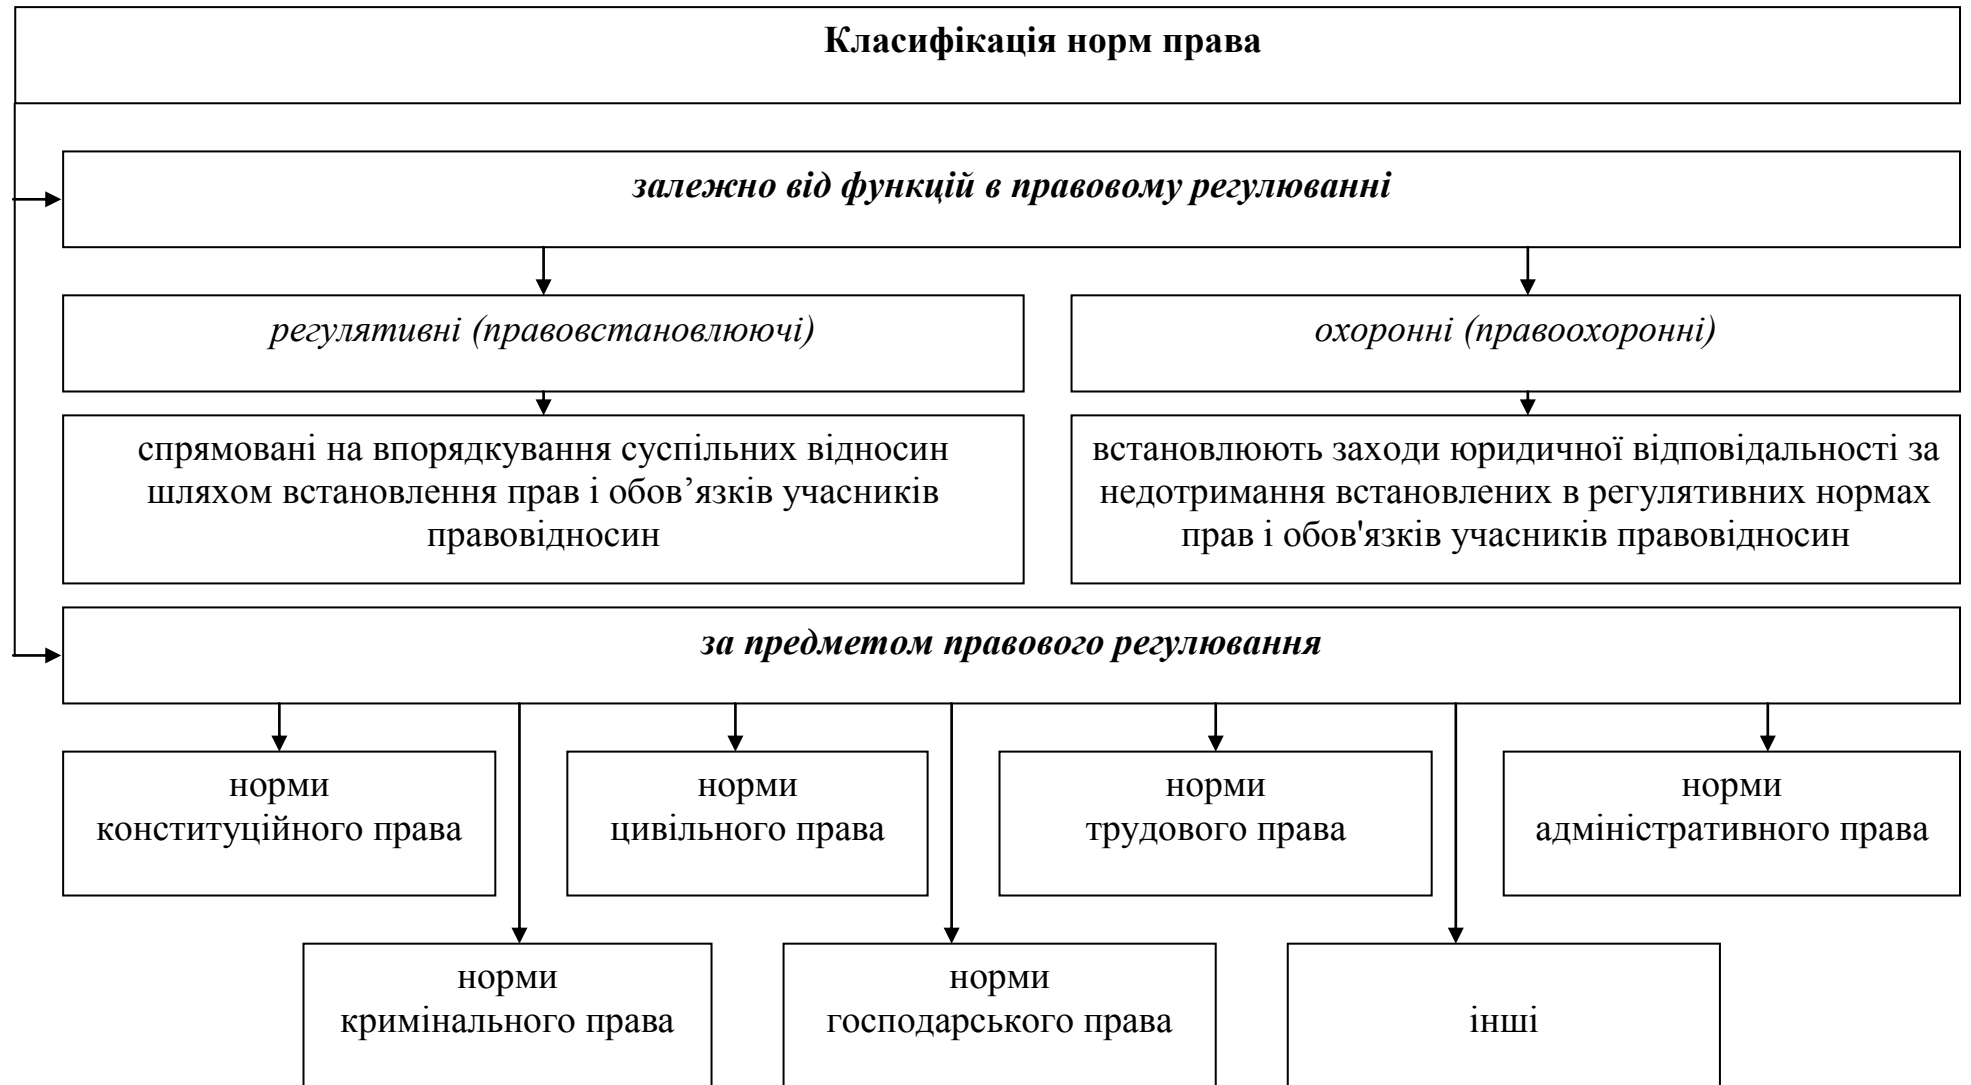 Класифікація норм права
залежно від функцій в правовому регулюванні
регулятивні (правовстановлюючі)
охоронні (правоохоронні)
спрямовані на впорядкування суспільних відносин
шляхом встановлення прав і обов’язків учасників
правовідносин
встановлюють заходи юридичної відповідальності за
недотримання встановлених в регулятивних нормах
прав і обов'язків учасників правовідносин
за предметом правового регулювання
норми
конституційного права
норми
цивільного права
норми
трудового права
норми
адміністративного права
норми
кримінального права
норми
господарського права
інші